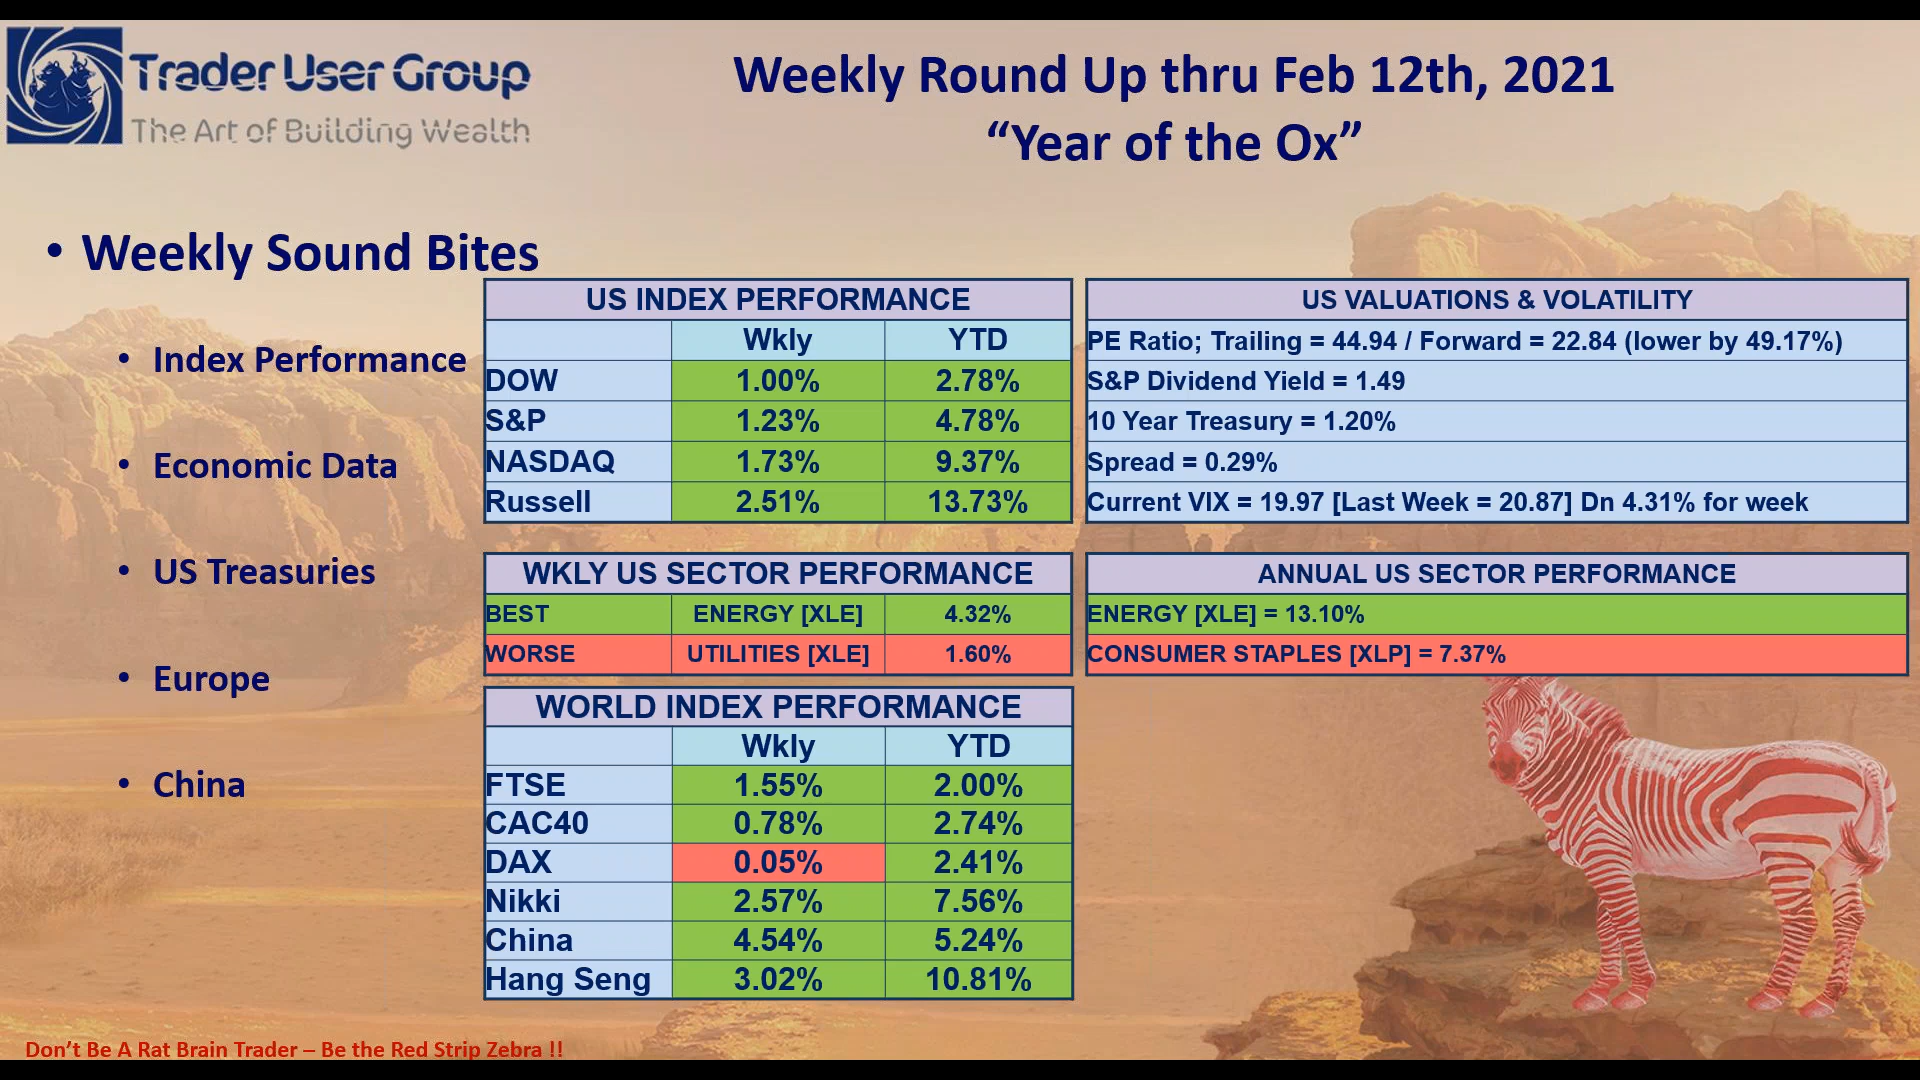 Trader User Group
The Art of Building Wealth
Weekly Round Up thru Feb 12th, 2021
“Year of the Ox”
• Weekly Sound Bites
• Index Performance
• Economic Data
• US Treasuries
• Europe
• China
US INDEX PERFORMANCE
Wkly YTD
DOW 1.00% 2.78%
S&P 1.23% 4.78%
NASDAQ 1.73% 9.37%
Russell 2.51% 13.73%
US VALUATIONS & VOLATILITY
PE Ratio; Trailing = 44.94 / Forward = 22.84 (lower by 49.17%)
S&P Dividend Yield = 1.49
10 Year Treasury = 1.20%
Spread = 0.29%
Current VIX = 19.97 [Last Week = 20.87] Dn 4.31% for week
WKLY US SECTOR PERFORMANCE
BEST ENERGY [XLE] 4.32%
WORSE UTILITIES [XLE] 1.60%
ANNUAL US SECTOR PERFORMANCE
ENERGY [XLE] = 13.10%
CONSUMER STAPLES [XLP] = 7.37%
WORLD INDEX PERFORMANCE
Wkly YTD
FTSE 1.55% 2.00%
CAC40 0.78% 2.74%
DAX 0.05% 2.41%
Nikki 2.57% 7.56%
China 4.54% 5.24%
Hang Seng 3.02% 10.81%
Don’t Be A Rat Brain Trader – Be the Red Strip Zebra !!